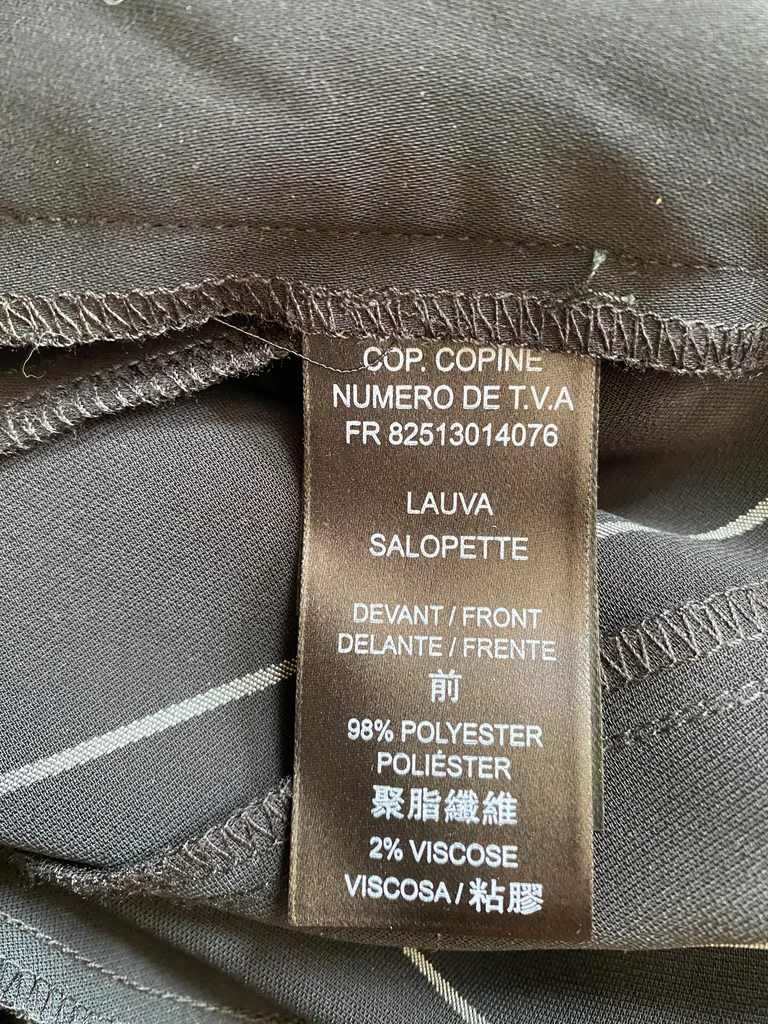 COP. COPINE
NUMERO DE T.V.A
FR 82513014076
LAUVA
SALOPETTE
DEVANT / FRONT
DELANTE / FRENTE
前
98% POLYESTER
POLIÉSTER
聚脂纖維
2% VISCOSE
VISCOSA / 粘膠